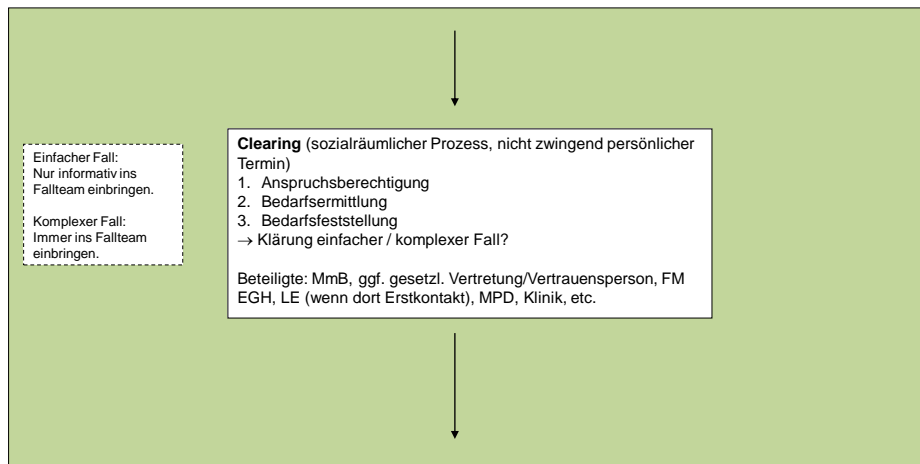 Einfacher Fall:
Nur informativ ins
Fallteam einbringen.
Komplexer Fall:
Immer ins Fallteam
einbringen.
Clearing (sozialräumlicher Prozess, nicht zwingend persönlicher
Termin)
1. Anspruchsberechtigung
2. Bedarfsermittlung
3. Bedarfsfeststellung
→ Klärung einfacher / komplexer Fall?
Beteiligte: MmB, ggf. gesetzl. Vertretung/Vertrauensperson, FM
EGH, LE (wenn dort Erstkontakt), MPD, Klinik, etc.